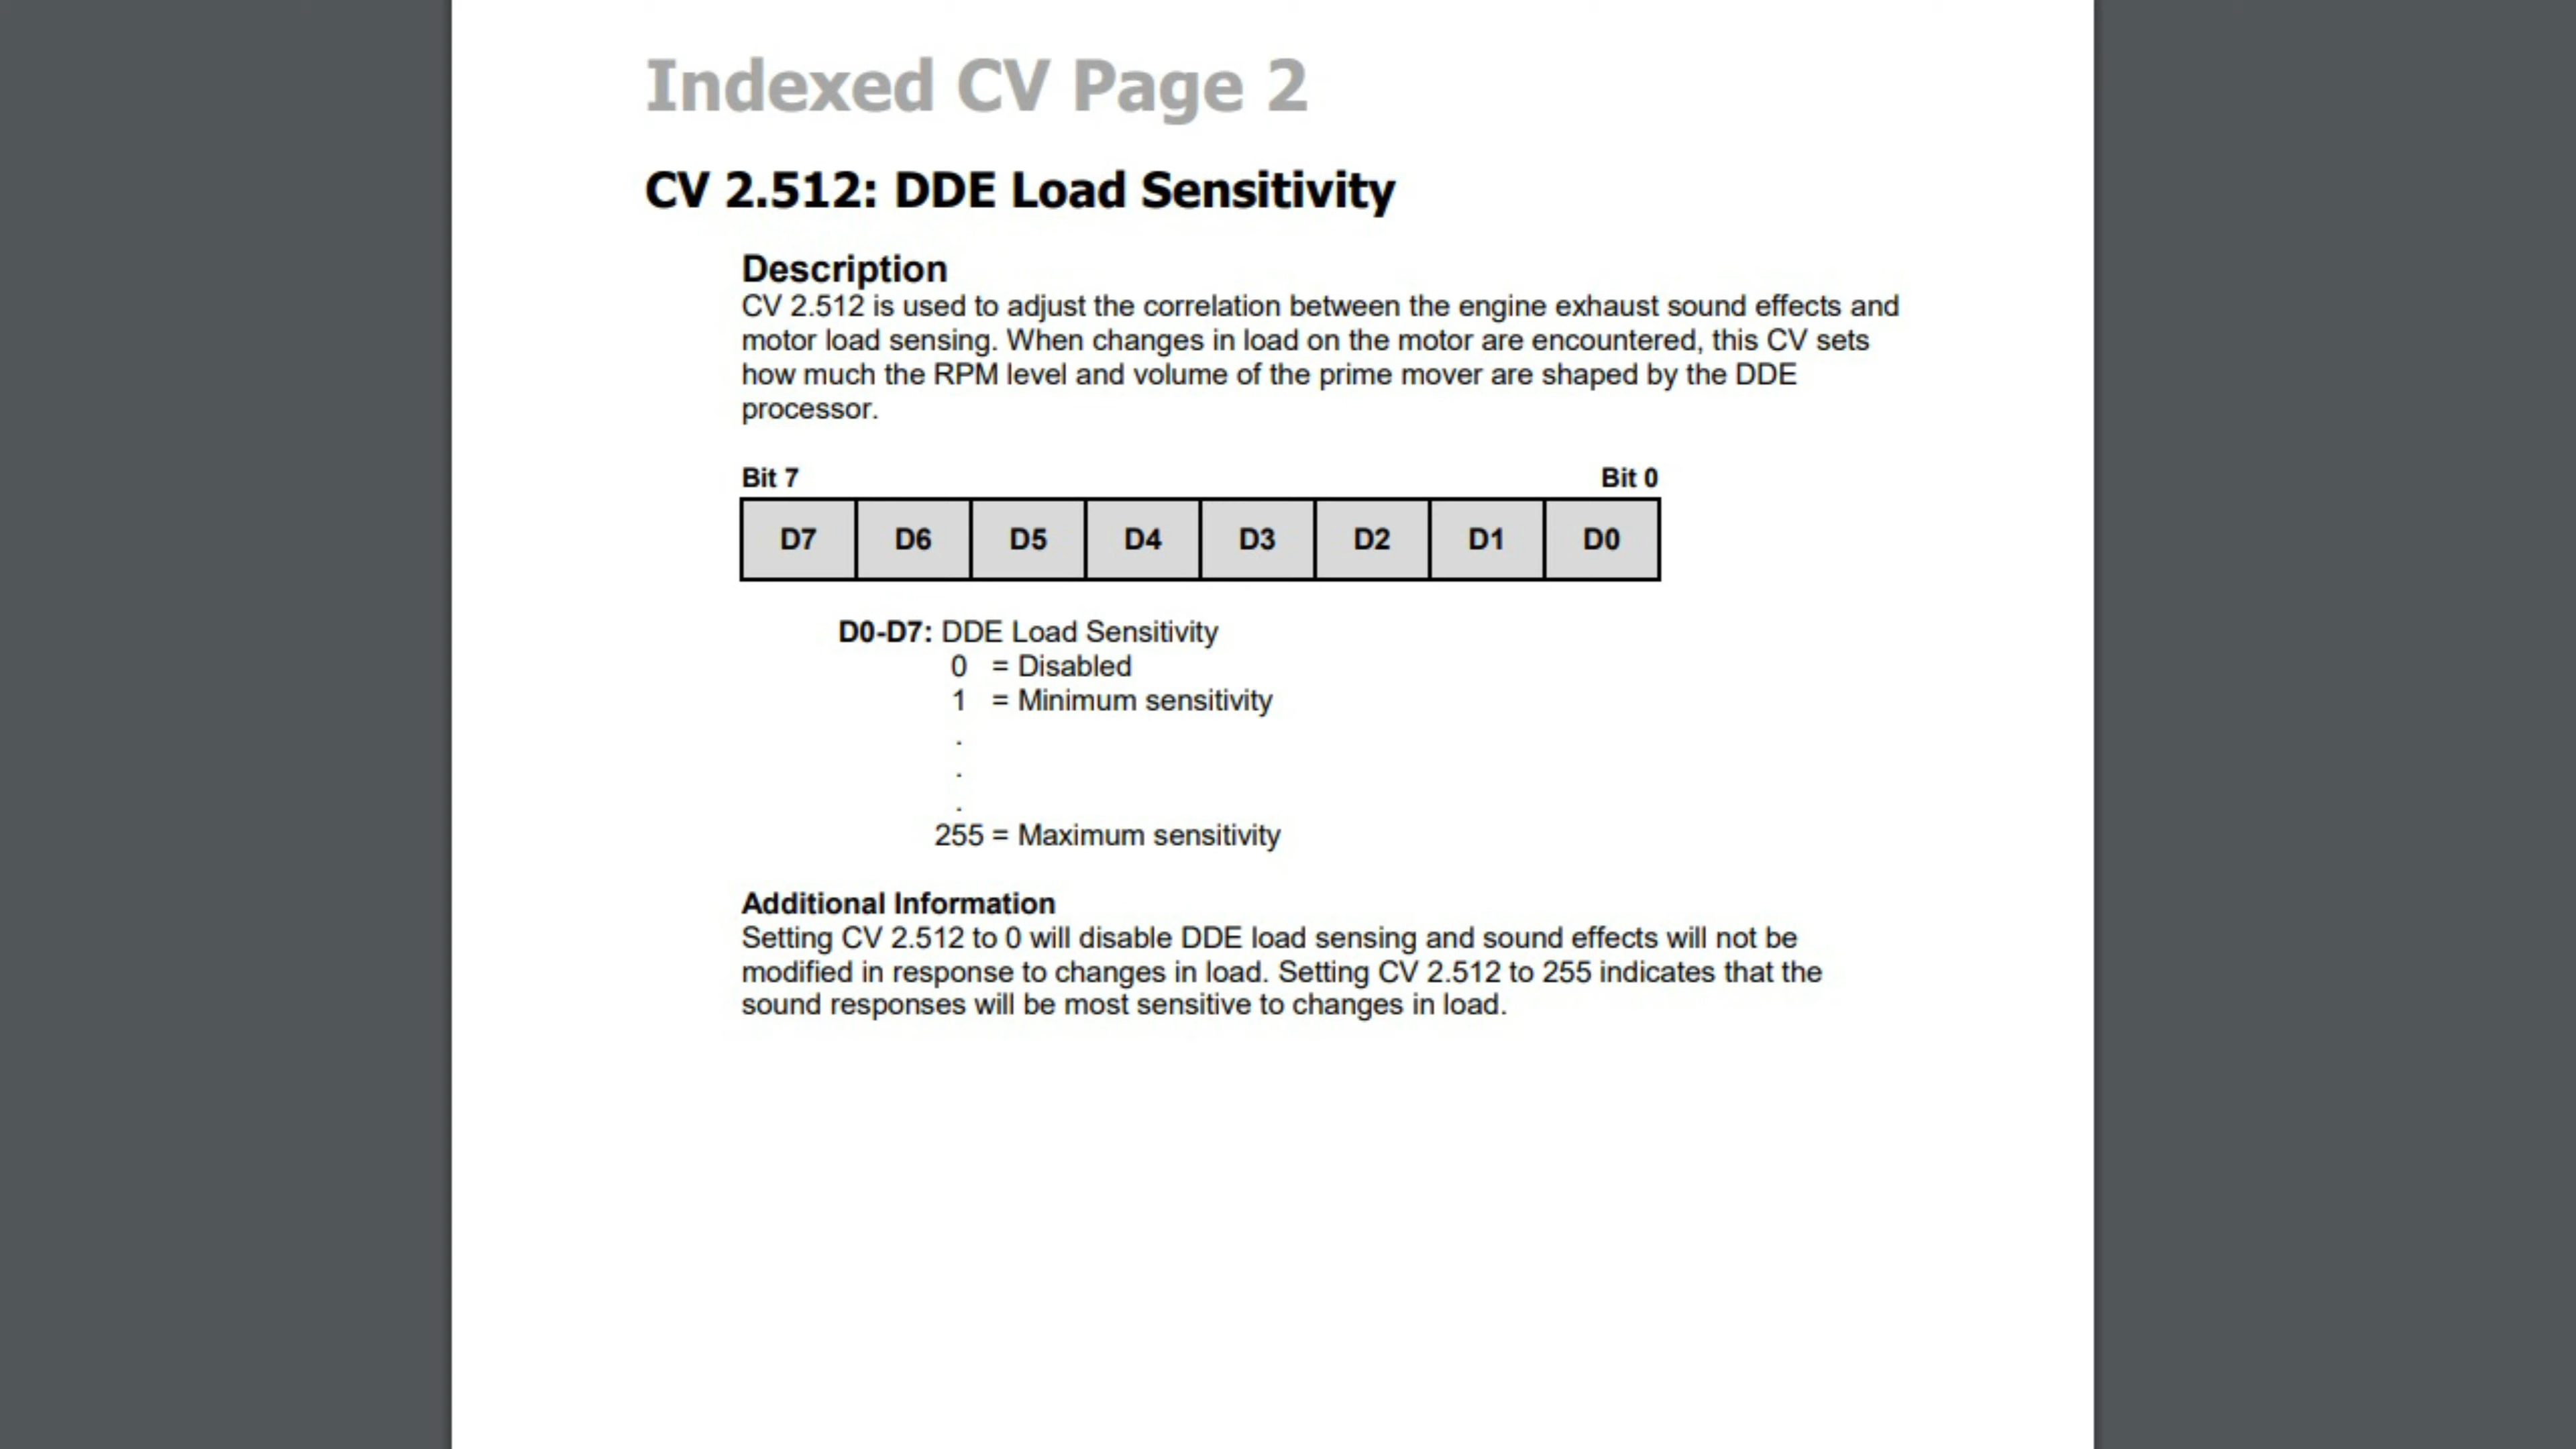 Indexed CV Page 2
CV 2.512: DDE Load Sensitivity
Description
CV 2.512 is used to adjust the correlation between the engine exhaust sound effects and
motor load sensing. When changes in load on the motor are encountered, this CV sets
how much the RPM level and volume of the prime mover are shaped by the DDE
processor.
Bit 7 Bit 0
D7 D6 D5 D4 D3 D2 D1 D0
D0-D7: DDE Load Sensitivity
0 = Disabled
1 = Minimum sensitivity
.
.
.
255 = Maximum sensitivity
Additional Information
Setting CV 2.512 to 0 will disable DDE load sensing and sound effects will not be
modified in response to changes in load. Setting CV 2.512 to 255 indicates that the
sound responses will be most sensitive to changes in load.